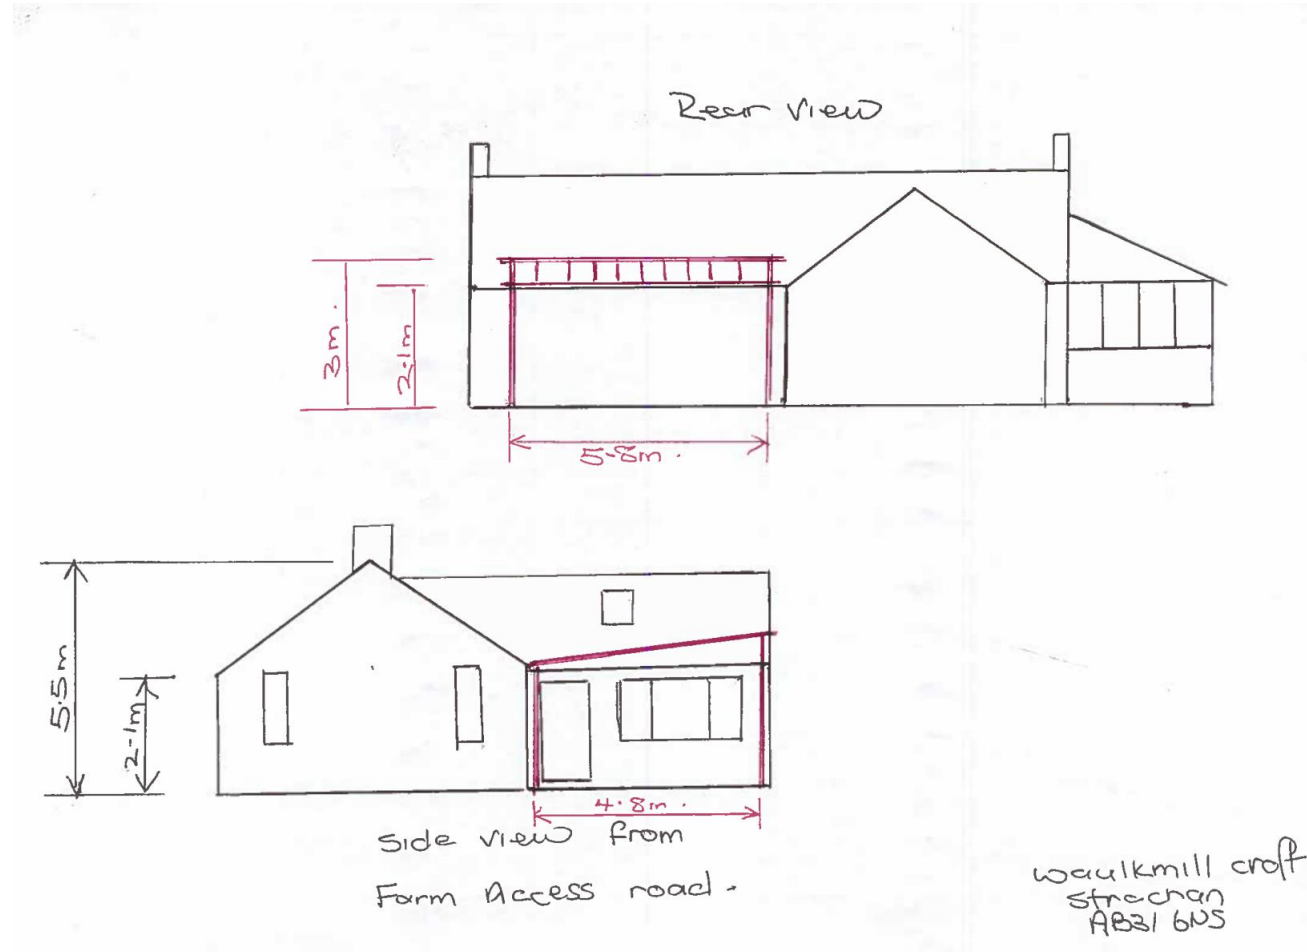 Rear View
3m.
2.1m
5.8m.
5.5m
2.1m
4.8m.
Side view from
Farm Access road.
Waulkmill croft
Strachan
AB31 6NS